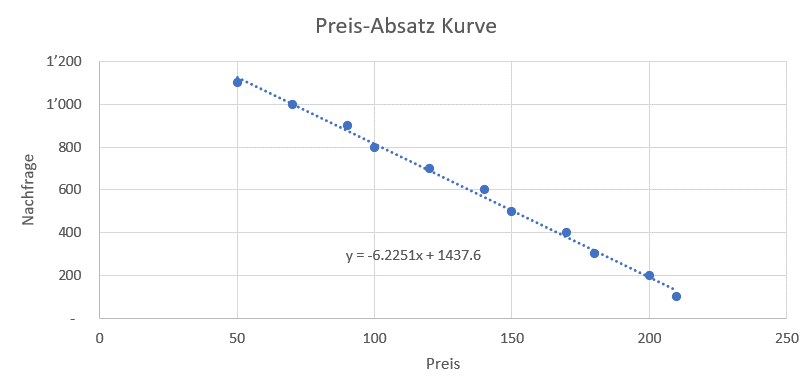 Preis-Absatz Kurve
1’200
1’000
800
600
400
200
-
Nachfrage
y = -6.2251x + 1437.6
0 50 100 150 200 250
Preis